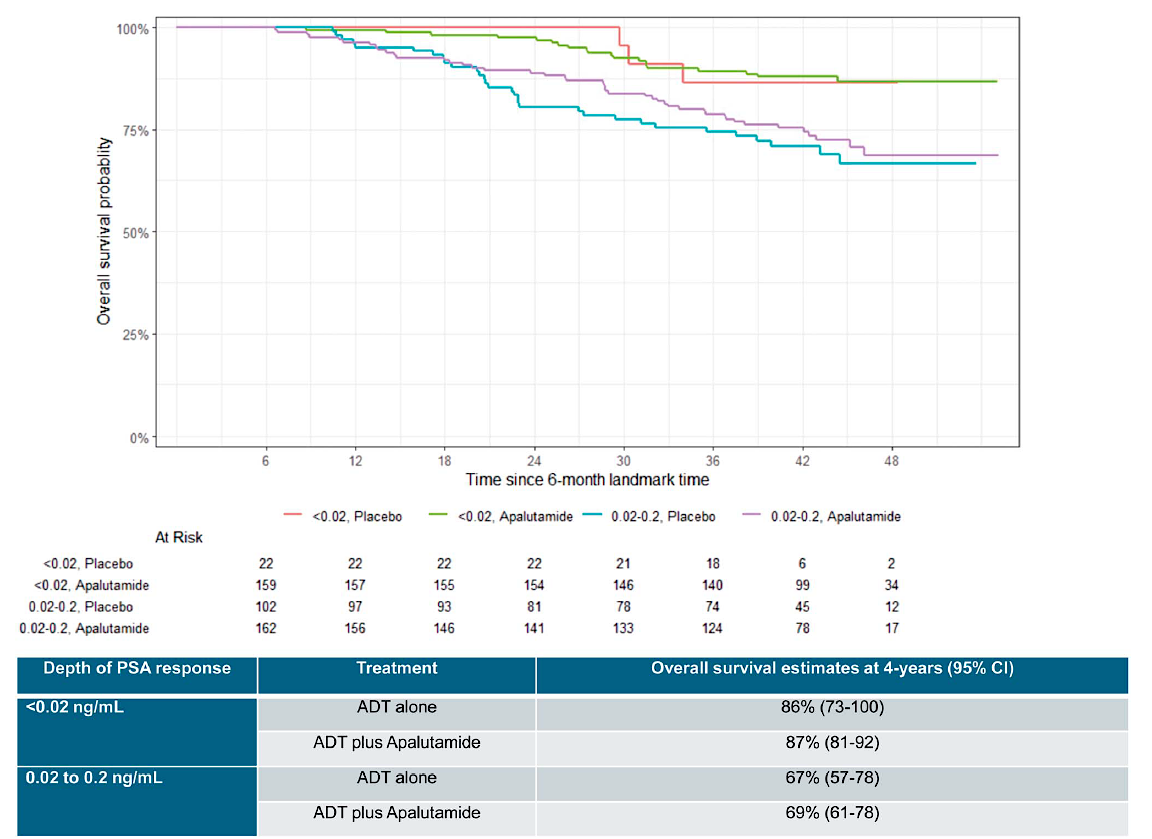 100%
75%
50%
25%
0%
Overall survival probablity
6 12 18 24 30 36 42 48
Time since 6-month landmark time
<0.02, Placebo <0.02, Apalutamide 0.02-0.2, Placebo 0.02-0.2, Apalutamide
At Risk
<0.02, Placebo 22 22 22 22 21 18 6 2
<0.02, Apalutamide 159 157 155 154 146 140 99 34
0.02-0.2, Placebo 102 97 93 81 78 74 45 12
0.02-0.2, Apalutamide 162 156 146 141 133 124 78 17
Depth of PSA response Treatment Overall survival estimates at 4-years (95% CI)
<0.02 ng/mL ADT alone 86% (73-100)
ADT plus Apalutamide 87% (81-92)
0.02 to 0.2 ng/mL ADT alone 67% (57-78)
ADT plus Apalutamide 69% (61-78)